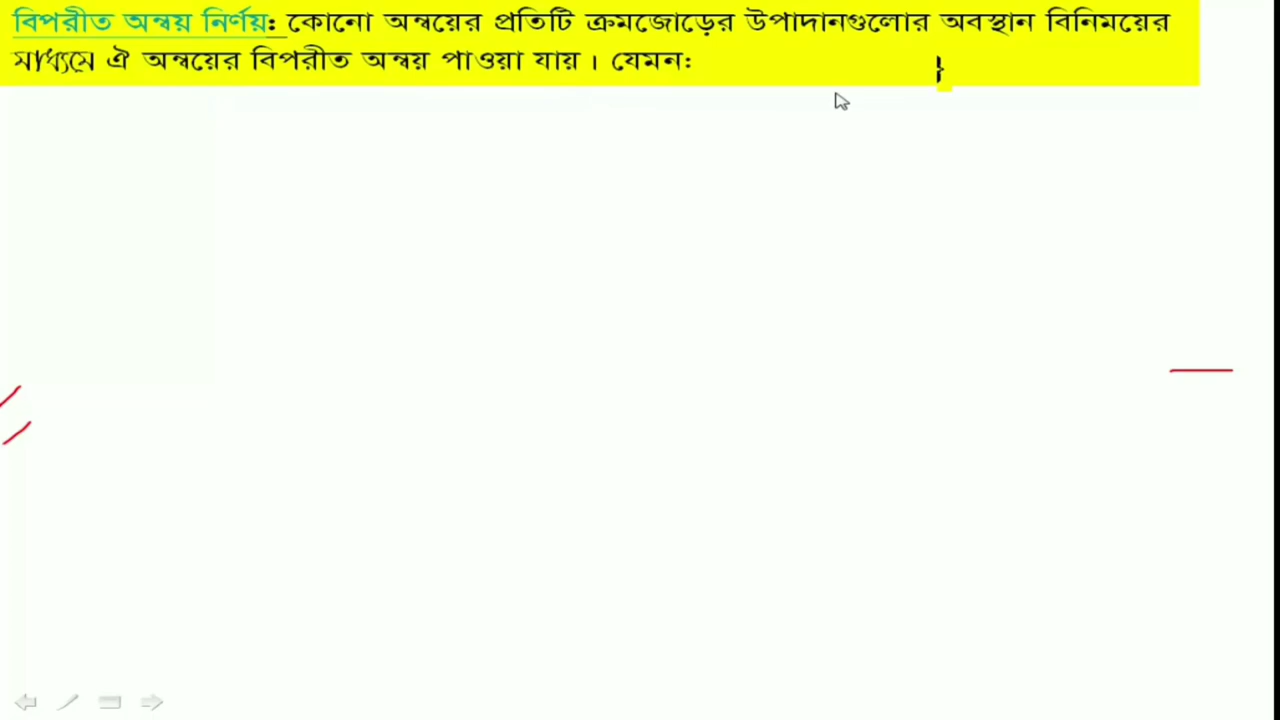 বিপরীত অন্বয় নির্ণয়: কোনো অন্বয়ের প্রতিটি ক্রমজোড়ের উপাদানগুলোর অবস্থান বিনিময়ের
মাধ্যমে ঐ অন্বয়ের বিপরীত অন্বয় পাওয়া যায় । যেমন: }